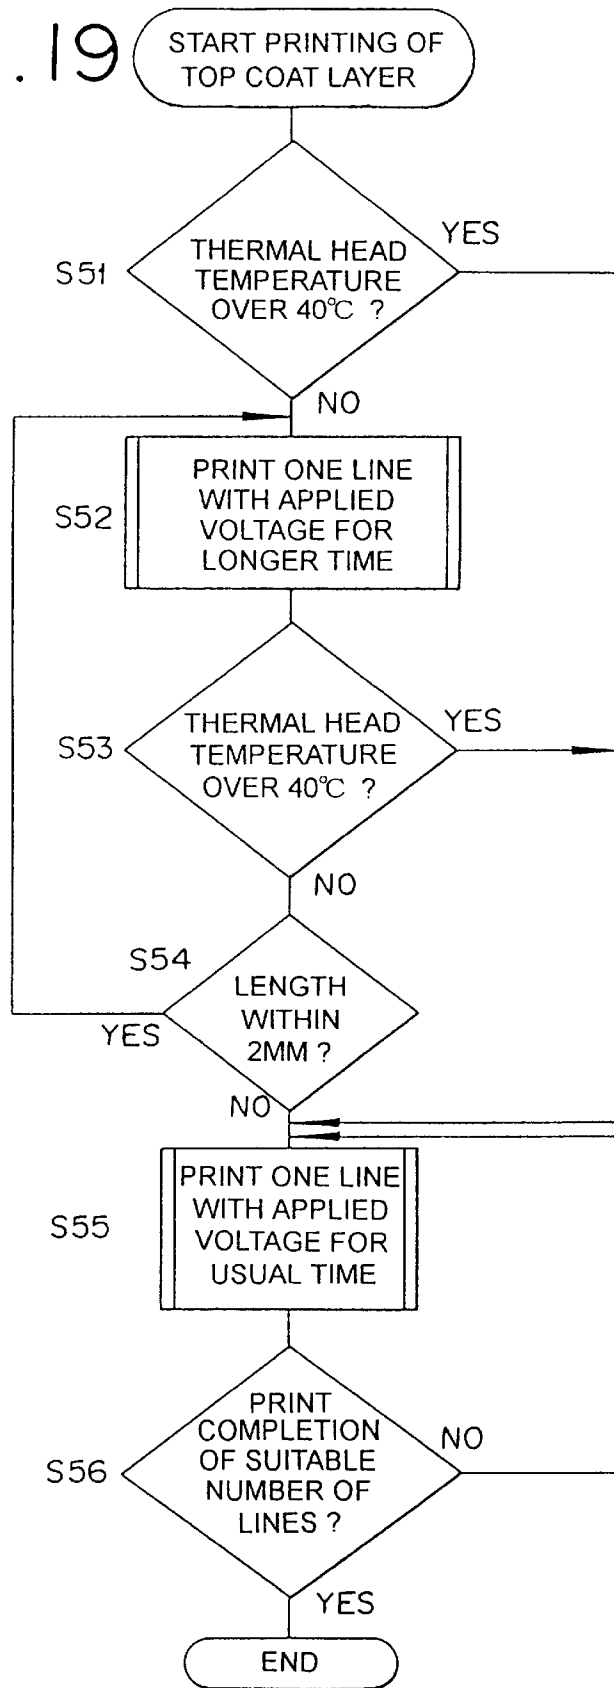 .19
START PRINTING OF
TOP COAT LAYER
S51
THERMAL HEAD
TEMPERATURE
OVER 40℃ ?
YES
NO
S52
PRINT ONE LINE
WITH APPLIED
VOLTAGE FOR
LONGER TIME
S53
THERMAL HEAD
TEMPERATURE
OVER 40℃ ?
YES
NO
S54
LENGTH
WITHIN
2MM ?
YES
NO
S55
PRINT ONE LINE
WITH APPLIED
VOLTAGE FOR
USUAL TIME
S56
PRINT
COMPLETION
OF SUITABLE
NUMBER OF
LINES ?
NO
YES
END